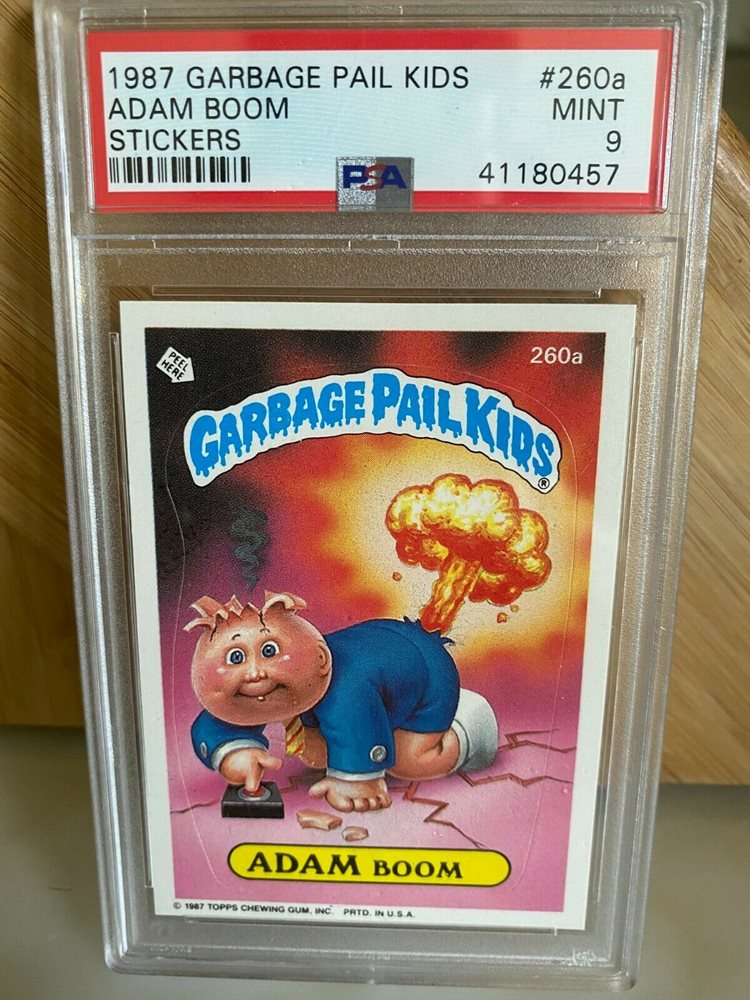 1987 GARBAGE PAIL KIDS #260a
ADAM BOOM MINT
STICKERS 9
PSA 41180457
PEEL HERE
260a
GARBAGE PAIL KIDS®
ADAM BOOM
© 1987 TOPPS CHEWING GUM, INC. PRTD. IN U.S.A.